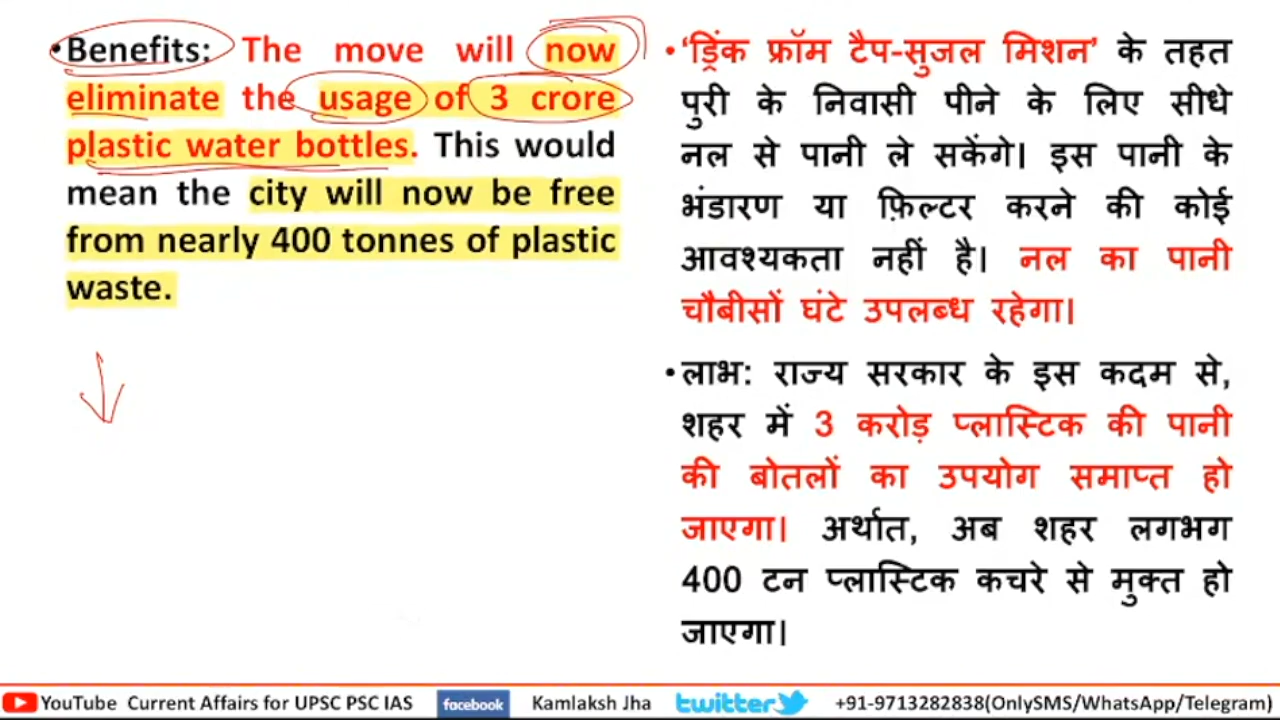 •Benefits: The move will now
eliminate the usage of 3 crore
plastic water bottles. This would
mean the city will now be free
from nearly 400 tonnes of plastic
waste.
•‘ड्रिंक फ्रॉम टैप-सुजल मिशन’ के तहत
पुरी के निवासी पीने के लिए सीधे
नल से पानी ले सकेंगे। इस पानी के
भंडारण या फ़िल्टर करने की कोई
आवश्यकता नहीं है। नल का पानी
चौबीसों घंटे उपलब्ध रहेगा।
•लाभ: राज्य सरकार के इस कदम से,
शहर में 3 करोड़ प्लास्टिक की पानी
की बोतलों का उपयोग समाप्त हो
जाएगा। अर्थात, अब शहर लगभग
400 टन प्लास्टिक कचरे से मुक्त हो
जाएगा।
YouTube Current Affairs for UPSC PSC IAS facebook Kamlaksh Jha twitter +91-9713282838(OnlySMS/WhatsApp/Telegram)